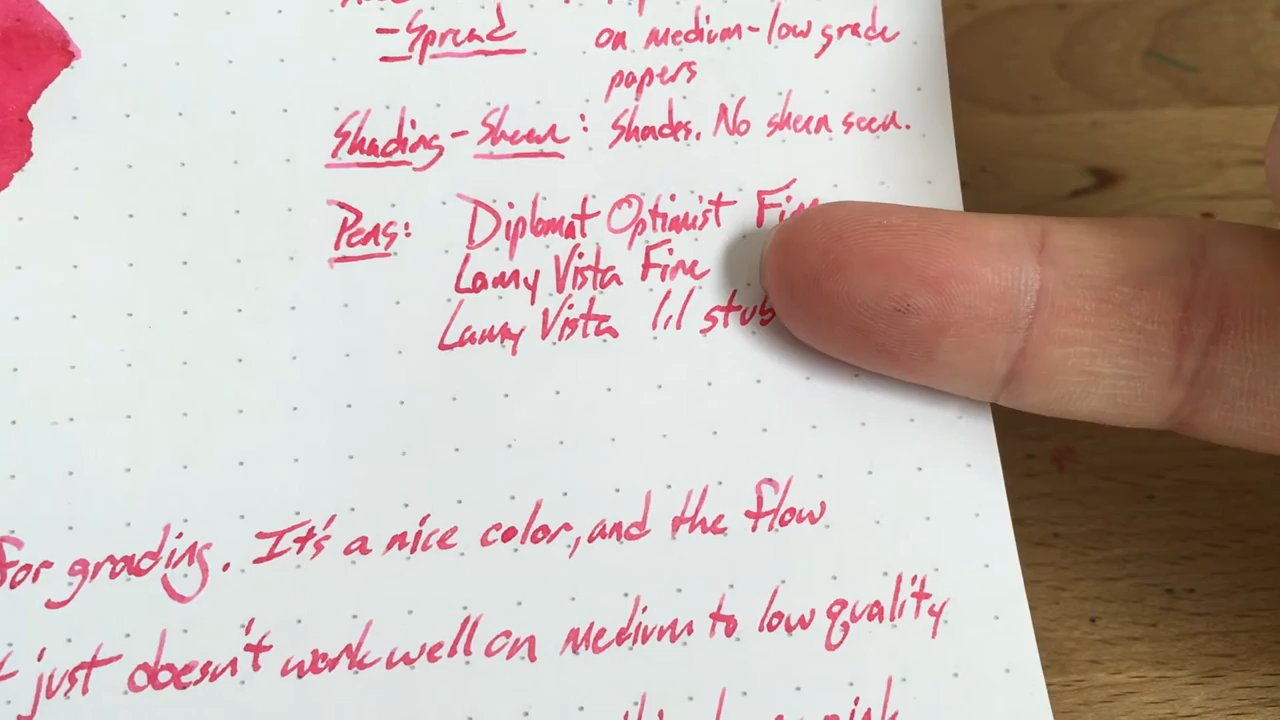 -Spread on medium-low grade
papers
Shading-Sheen: Shades. No sheen seen.
Pens: Diplomat Optimist Fine
Lamy Vista Fine
Lamy Vista 1.1 stub
for grading. It's a nice color, and the flow
just doesn't work well on medium to low quality
pink